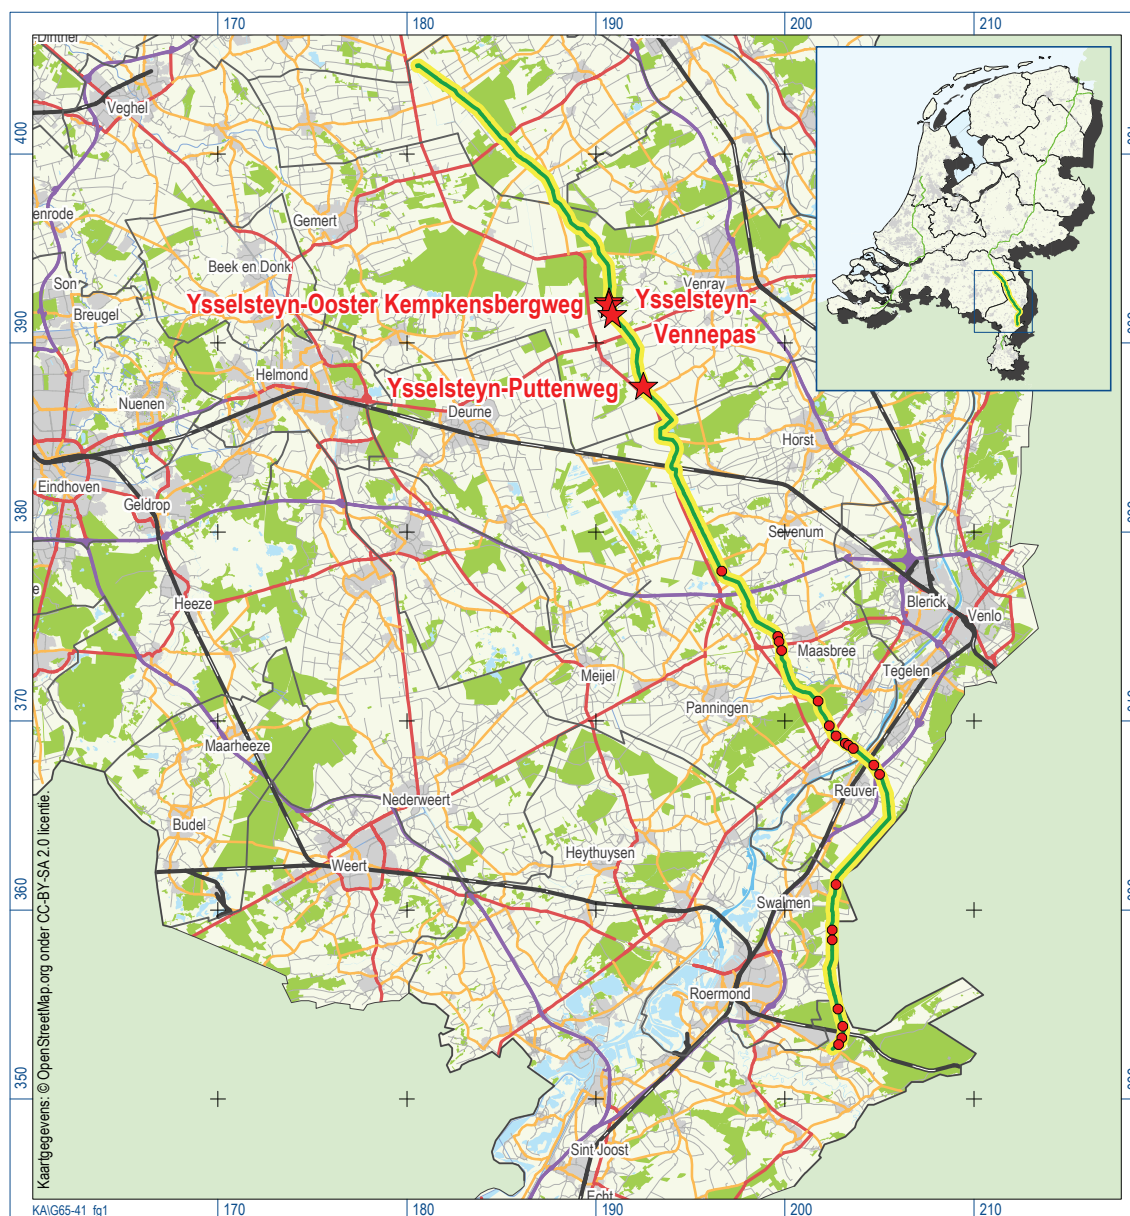 170
180
190
200
210
-Dinther
Veghel
400
Gemert
enrode
Beek en Donk
Son
Breugel
Venray
Ysselsteyn-Ooster Kempkensbergweg
Ysselsteyn-
Vennepas
390
Helmond
Ysselsteyn-Puttenweg
Nuenen
Deurne
Horst
Eindhoven
Geldrop
380
Sevenum
e
Heeze
Blerick
Venlo
Maasbree
Meijel
Tegelen
370
Panningen
Maarheeze
Nederweert
Reuver
Budel
Heythuysen
Weert
360
Swalmen
Roermond
350
Sint Joost
Echt
Kaartgegevens: © OpenStreetMap.org onder CC-BY-SA 2.0 licentie.
KA\G65-41_fg1
170
180
190
200
210